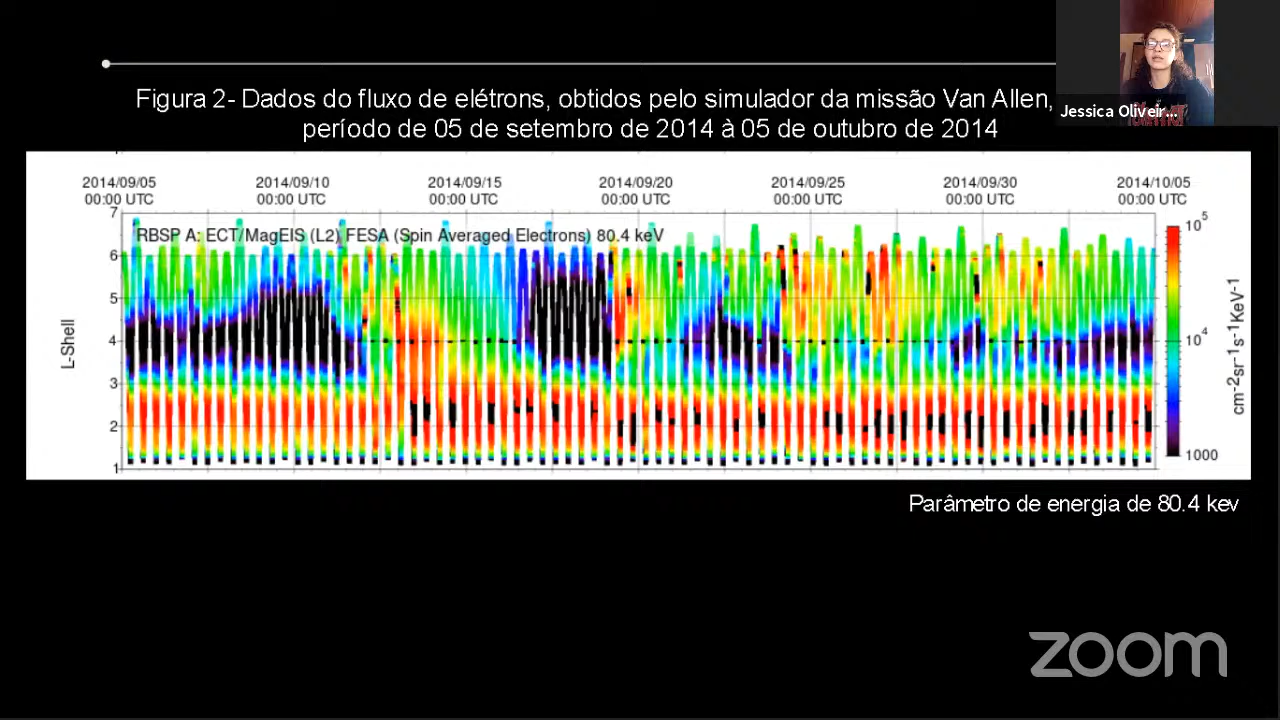 Figura 2- Dados do fluxo de elétrons, obtidos pelo simulador da missão Van Allen,
período de 05 de setembro de 2014 à 05 de outubro de 2014
Jessica Oliveir...
2014/09/05 2014/09/10 2014/09/15 2014/09/20 2014/09/25 2014/09/30 2014/10/05
00:00 UTC 00:00 UTC 00:00 UTC 00:00 UTC 00:00 UTC 00:00 UTC 00:00 UTC
RBSP A: ECT/MagEIS (L2) FESA (Spin Averaged Electrons) 80.4 keV
7
6
5
4
3
2
1
L-Shell
10^5
10^4
1000
cm-2sr-1s-1KeV-1
Parâmetro de energia de 80.4 kev
zoom